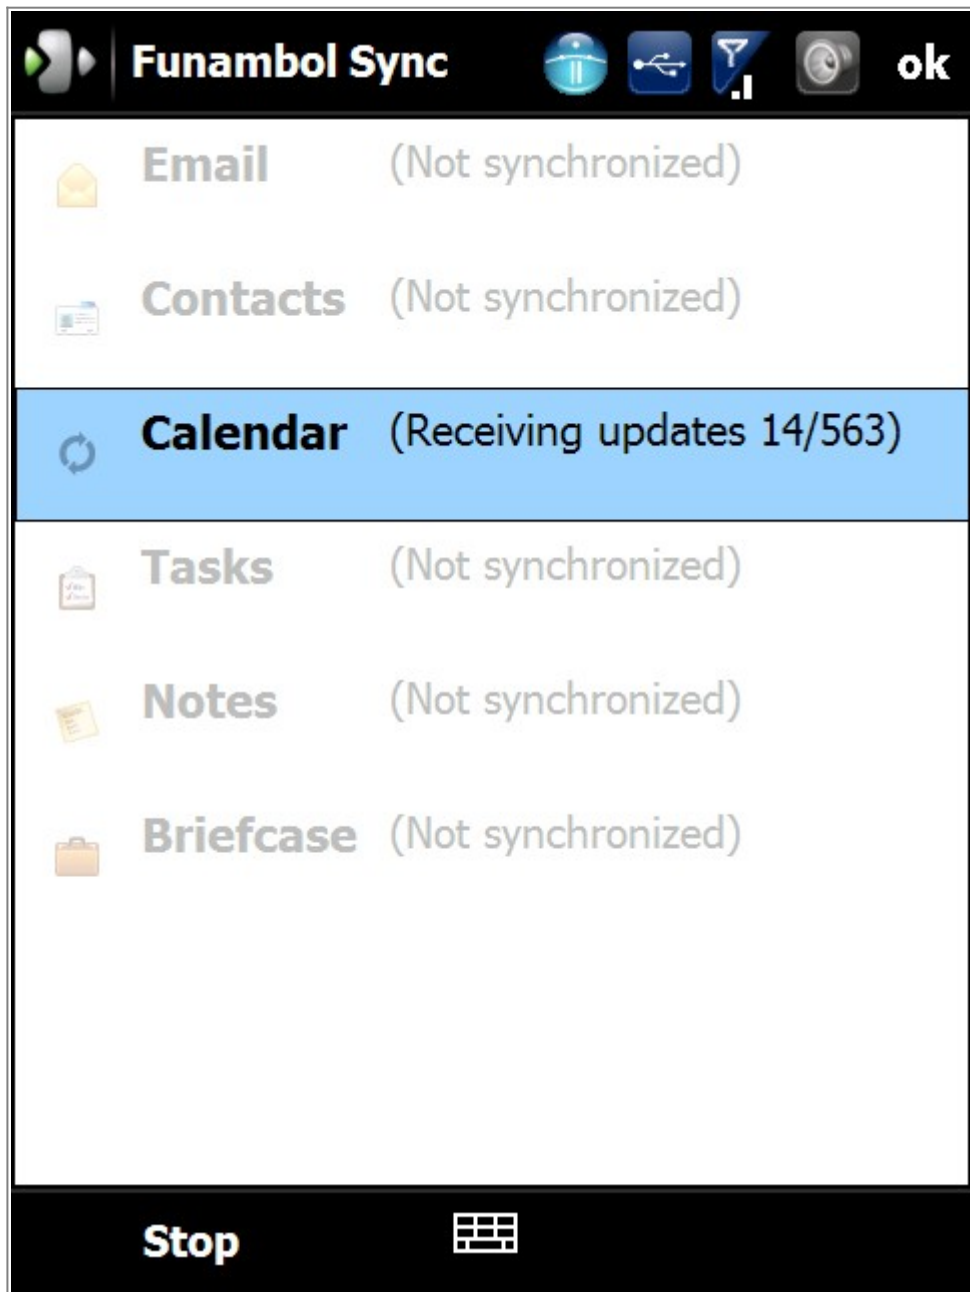 Funambol Sync ok
Email (Not synchronized)
Contacts (Not synchronized)
Calendar (Receiving updates 14/563)
Tasks (Not synchronized)
Notes (Not synchronized)
Briefcase (Not synchronized)
Stop